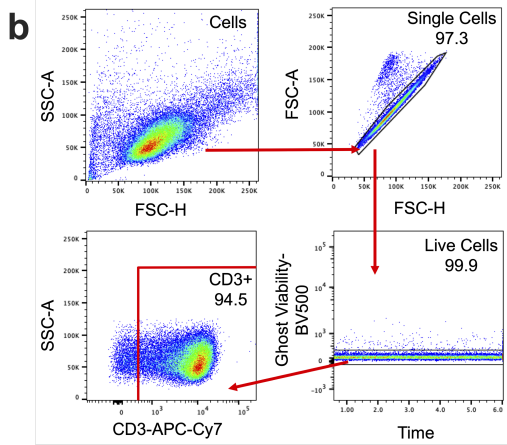 b
Cells
SSC-A
250K
200K
150K
100K
50K
0
0 50K 100K 150K 200K 250K
FSC-H
Single Cells
97.3
FSC-A
250K
200K
150K
100K
50K
0
0 50K 100K 150K 200K 250K
FSC-H
CD3+
94.5
SSC-A
250K
200K
150K
100K
50K
0
0 10³ 10⁴ 10⁵
CD3-APC-Cy7
Live Cells
99.9
Ghost Viability-
BV500
10⁵
10⁴
10³
0
-10³
1.00 2.0 3.0 4.0 5.0 6.0
Time